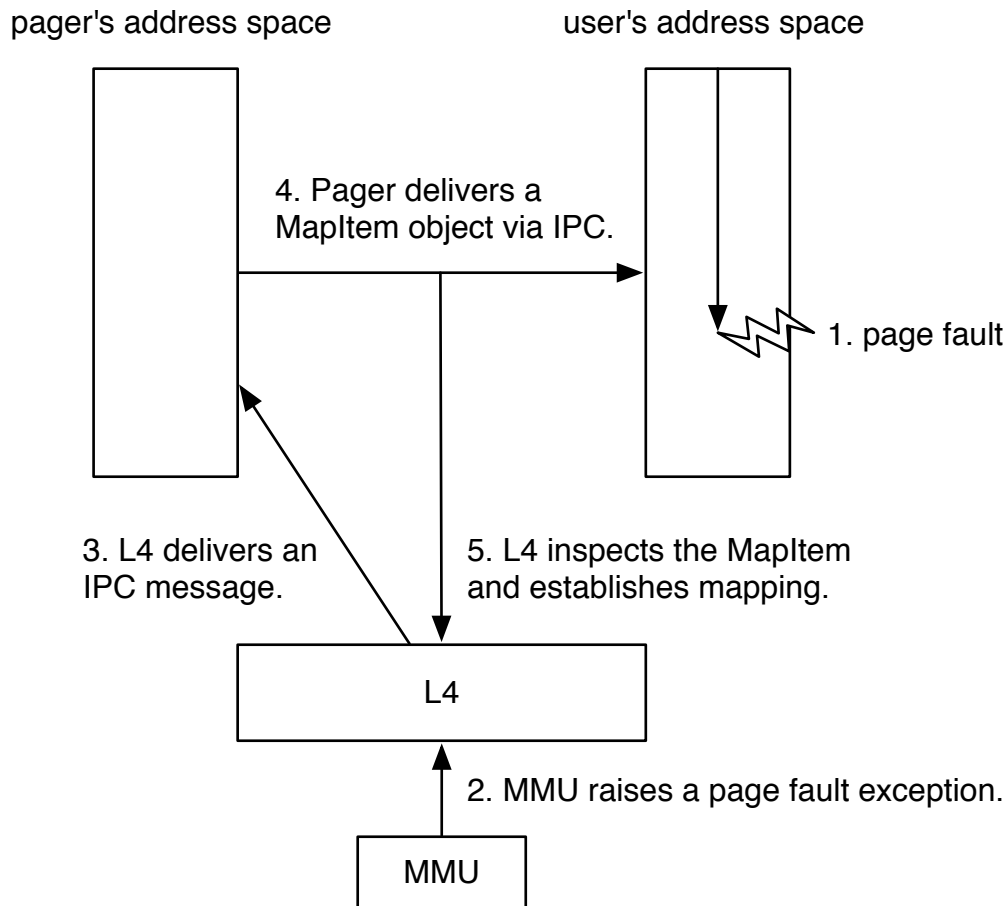 pager's address space
user's address space
4. Pager delivers a
MapItem object via IPC.
1. page fault
3. L4 delivers an
IPC message.
5. L4 inspects the MapItem
and establishes mapping.
L4
2. MMU raises a page fault exception.
MMU